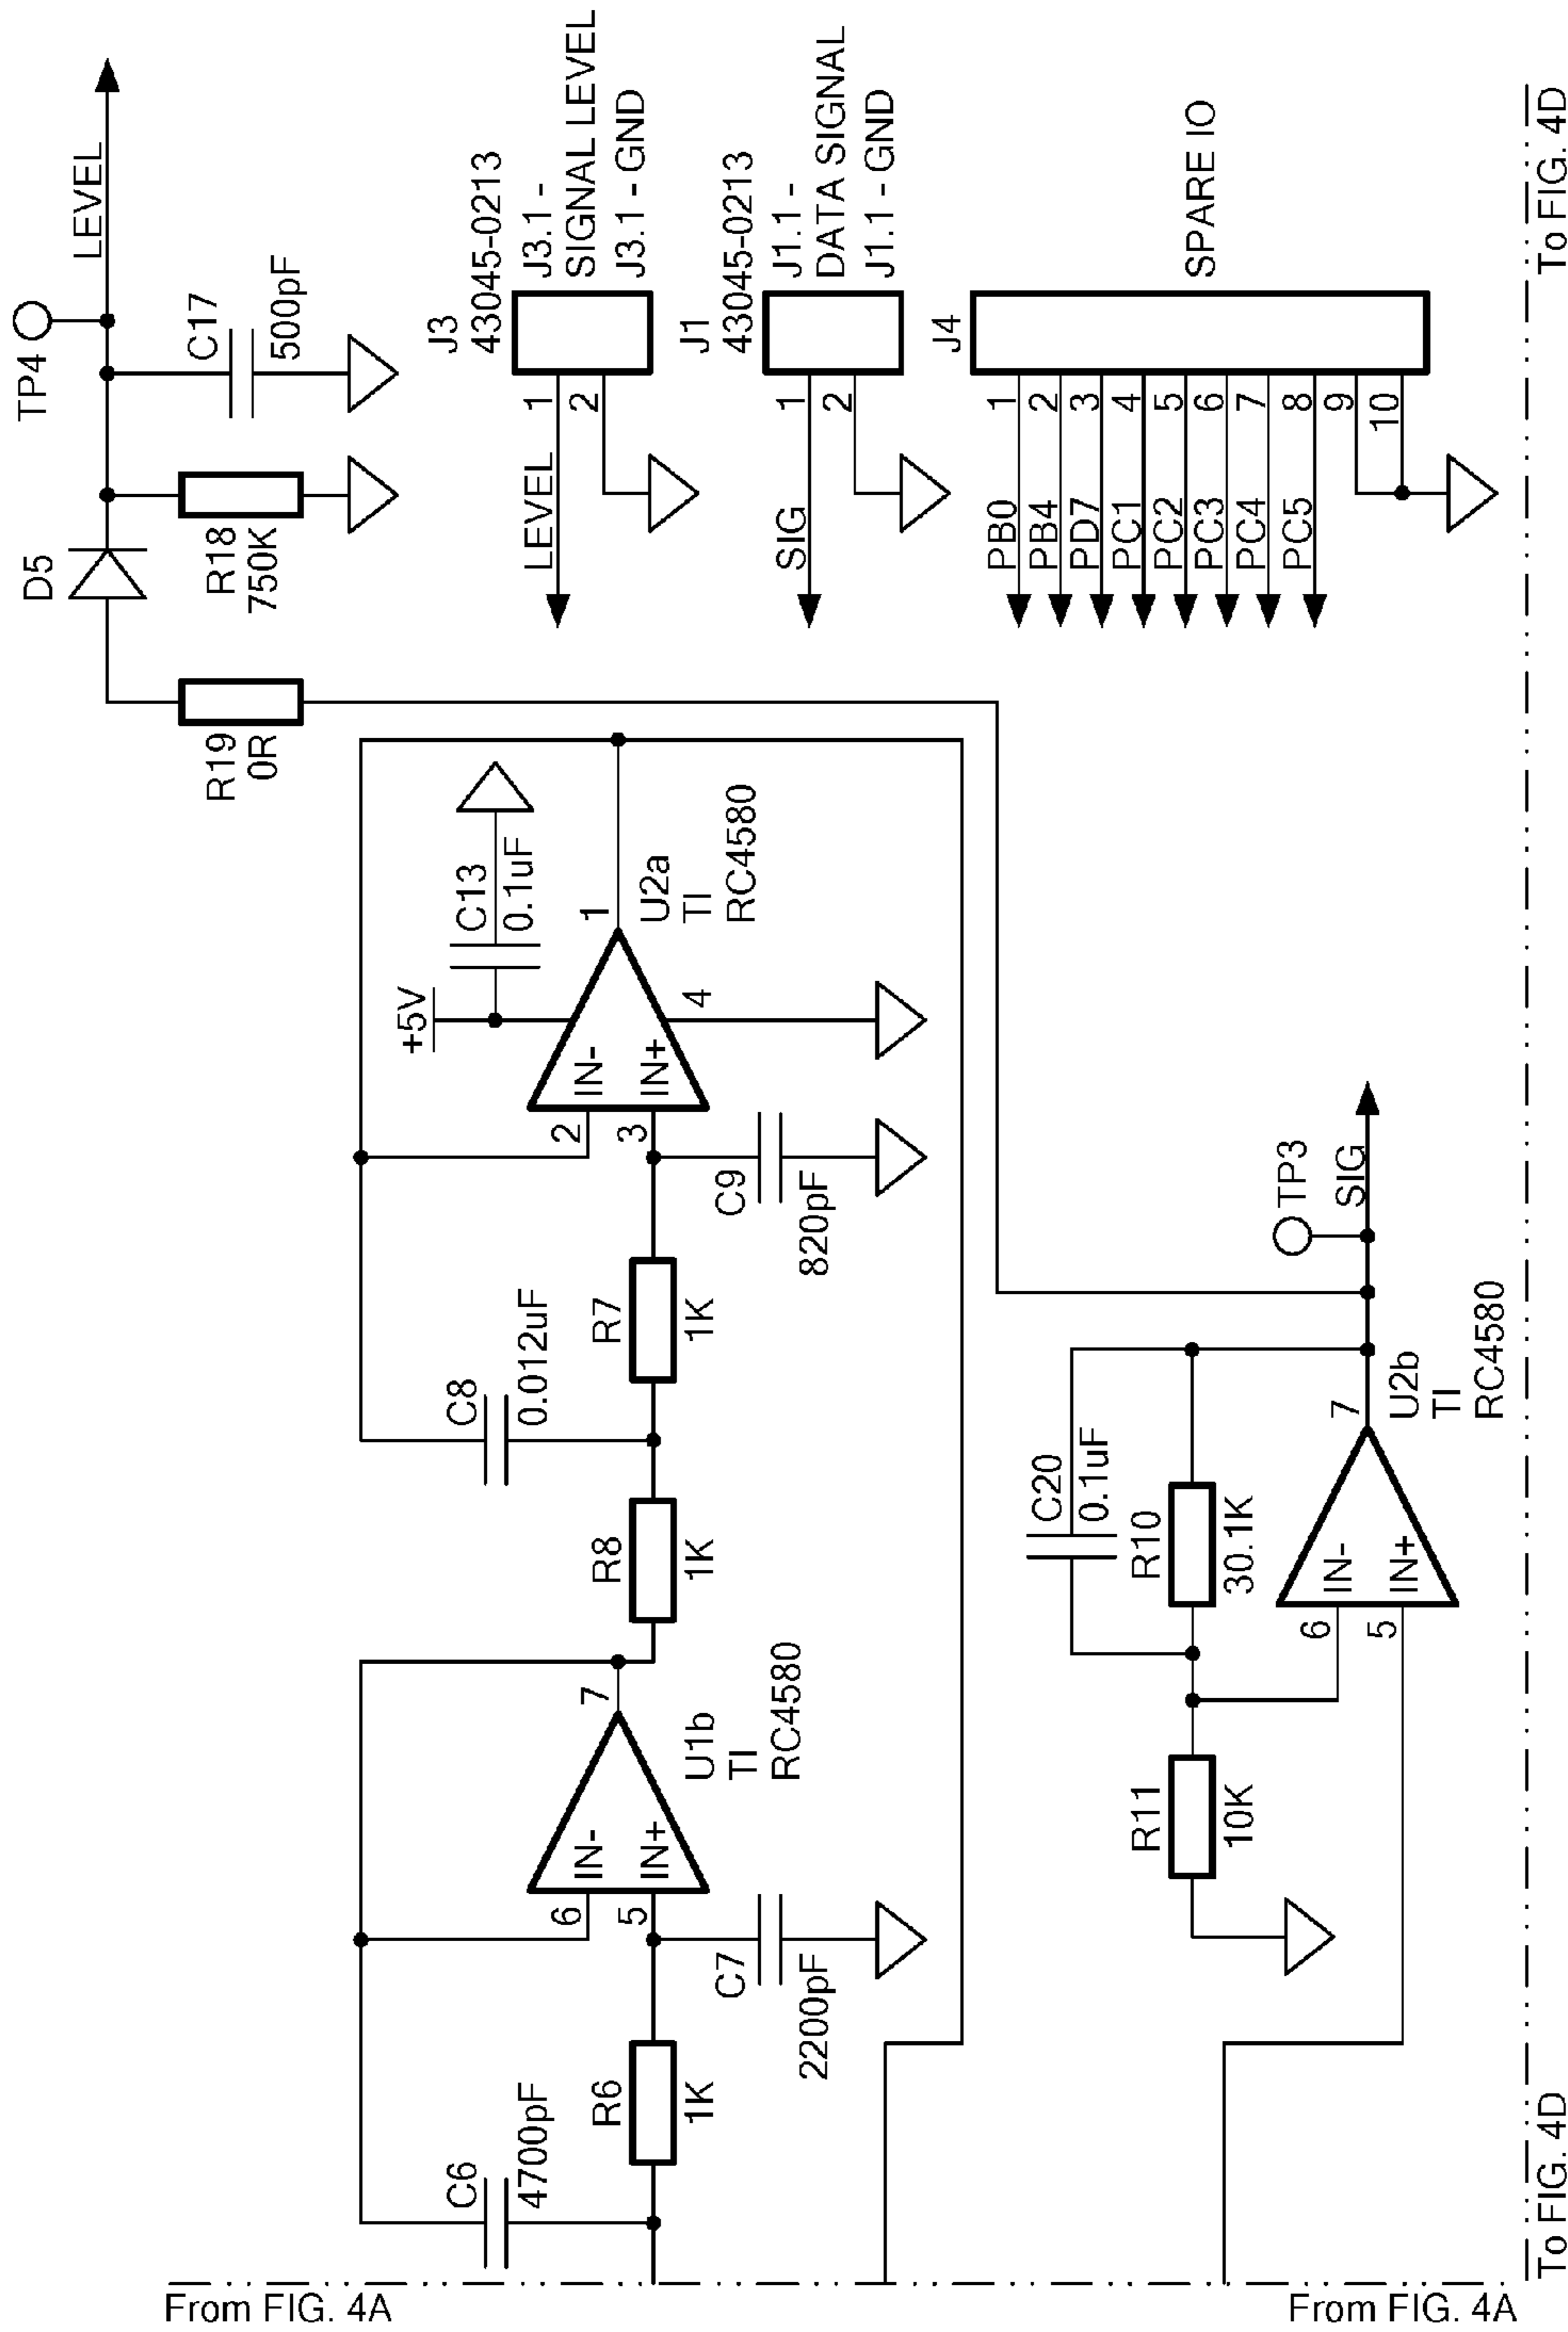 TP4
LEVEL
D5
C17
500pF
R18
750K
R19
0R
J3
43045-0213
LEVEL
1
2
J3.1 -
SIGNAL LEVEL
J3.1 - GND
J1
43045-0213
SIG
1
2
J1.1 -
DATA SIGNAL
J1.1 - GND
J4
PB0 1
PB4 2
PD7 3
PC1 4
PC2 5
PC3 6
PC4 7
PC5 8
9
10
SPARE IO
C6
4700pF
R6
1K
C7
2200pF
6
5
IN-
IN+
7
U1b
TI
RC4580
R8
1K
C8
0.012uF
R7
1K
C9
820pF
2
3
IN-
IN+
+5V
C13
0.1uF
1
4
U2a
TI
RC4580
R11
10K
C20
0.1uF
R10
30.1K
6
5
IN-
IN+
7
U2b
TI
RC4580
TP3
SIG
From FIG. 4A
From FIG. 4A
To FIG. 4D
To FIG. 4D